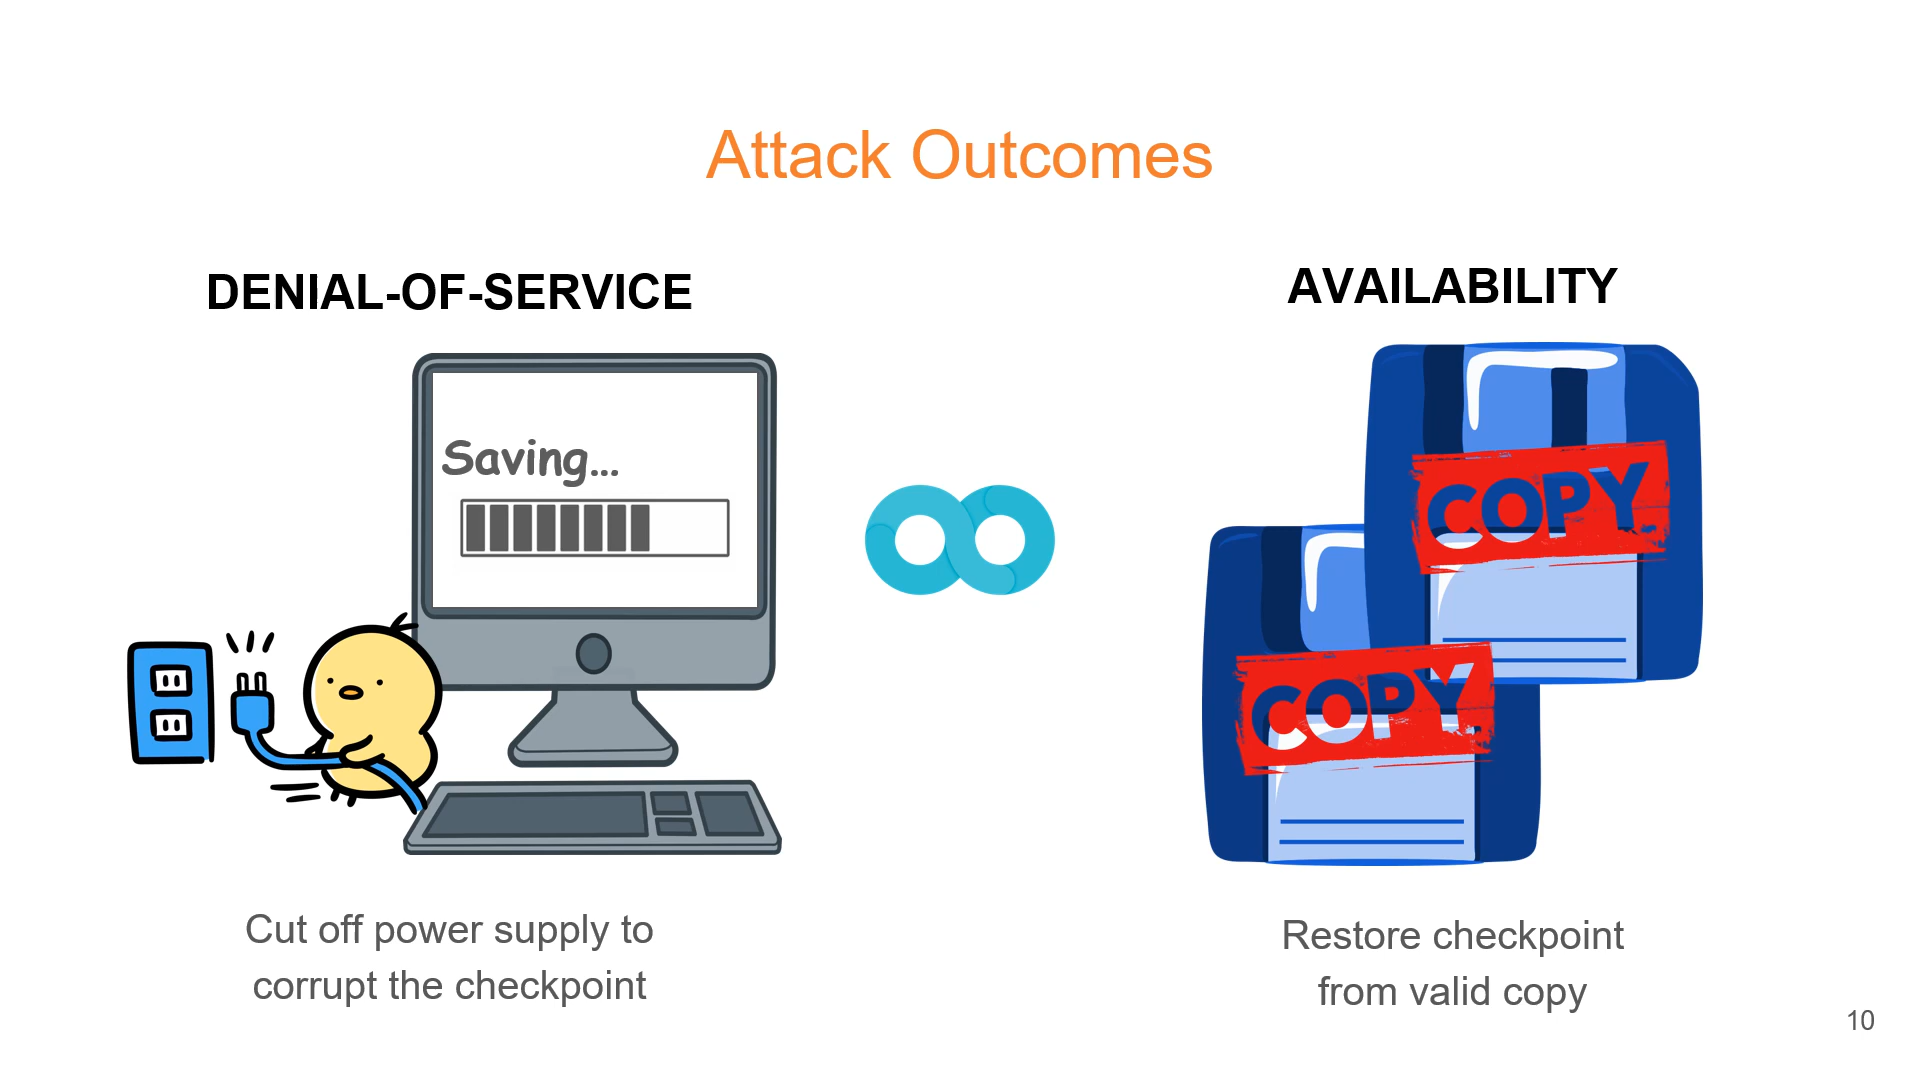 Attack Outcomes
DENIAL-OF-SERVICE
Saving...
Cut off power supply to
corrupt the checkpoint
AVAILABILITY
COPY
COPY
Restore checkpoint
from valid copy
10